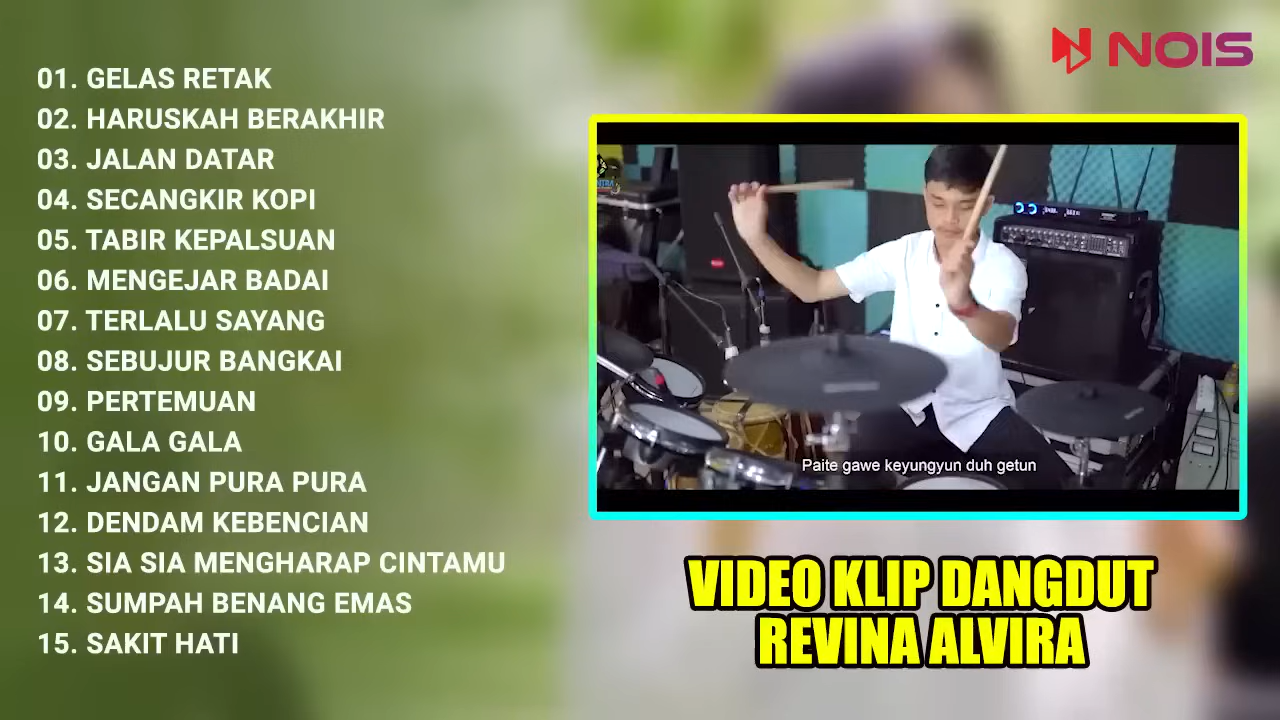 01. GELAS RETAK
02. HARUSKAH BERAKHIR
03. JALAN DATAR
04. SECANGKIR KOPI
05. TABIR KEPALSUAN
06. MENGEJAR BADAI
07. TERLALU SAYANG
08. SEBUJUR BANGKAI
09. PERTEMUAN
10. GALA GALA
11. JANGAN PURA PURA
12. DENDAM KEBENCIAN
13. SIA SIA MENGHARAP CINTAMU
14. SUMPAH BENANG EMAS
15. SAKIT HATI
NOIS
Paite gawe keyungyun duh getun
VIDEO KLIP DANGDUT
REVINA ALVIRA